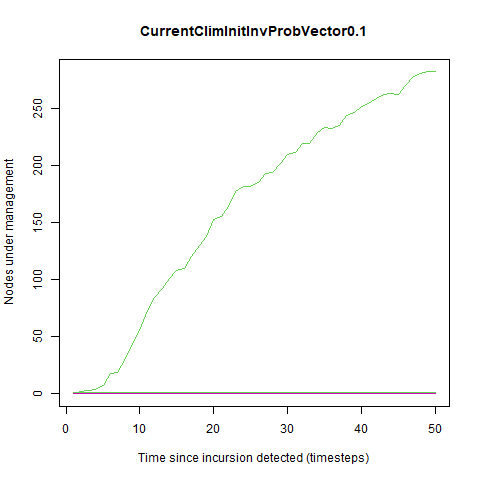 CurrentClimInitInvProbVector0.1
Nodes under management
250
200
150
100
50
0
0 10 20 30 40 50
Time since incursion detected (timesteps)